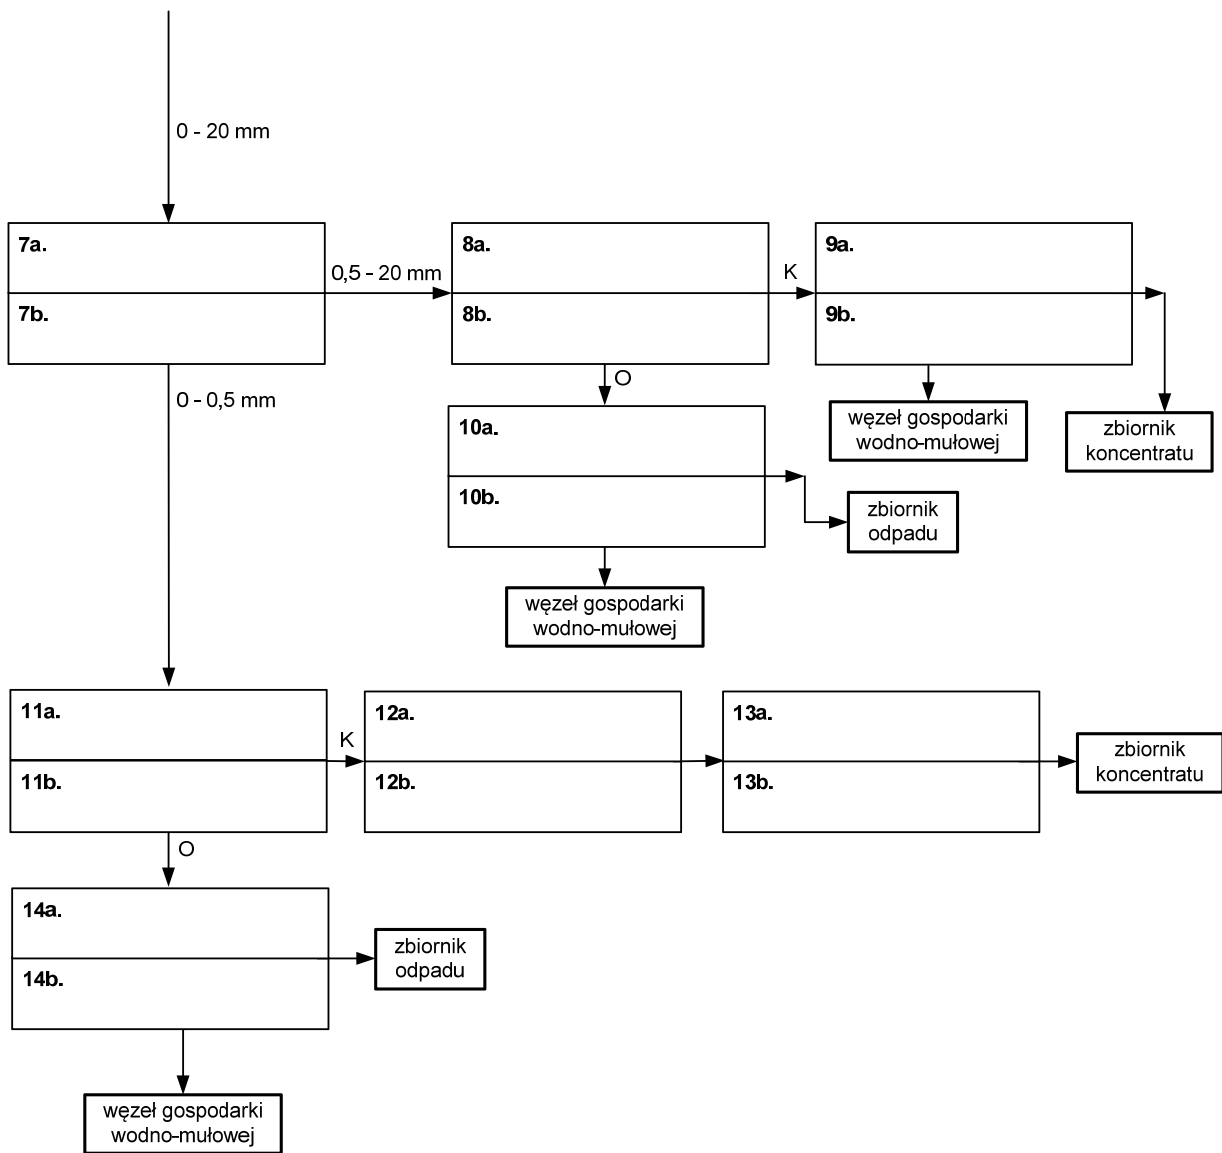 0 - 20 mm
7a.
7b.
0,5 - 20 mm
8a.
8b.
K
9a.
9b.
0 - 0,5 mm
O
10a.
10b.
węzeł gospodarki
wodno-mułowej
zbiornik
koncentratu
zbiornik
odpadu
węzeł gospodarki
wodno-mułowej
11a.
11b.
K
12a.
12b.
13a.
13b.
zbiornik
koncentratu
O
14a.
14b.
zbiornik
odpadu
węzeł gospodarki
wodno-mułowej